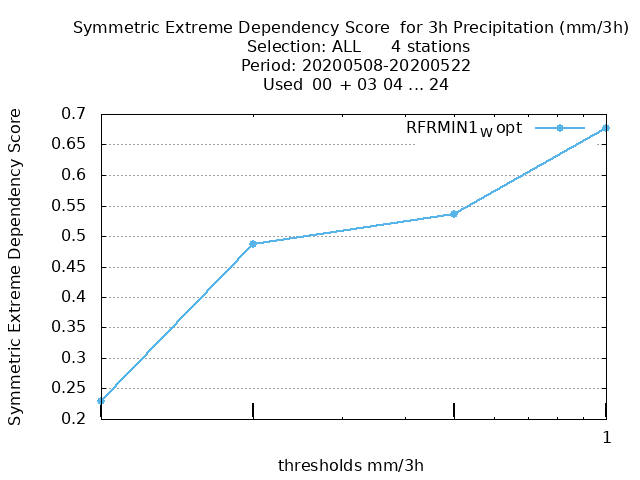 Symmetric Extreme Dependency Score  for 3h Precipitation (mm/3h)
Selection: ALL      4 stations
Period: 20200508-20200522
Used  00 + 03 04 ... 24
Symmetric Extreme Dependency Score
0.7
0.65
0.6
0.55
0.5
0.45
0.4
0.35
0.3
0.25
0.2
RFRMIN1Wopt
1
thresholds mm/3h